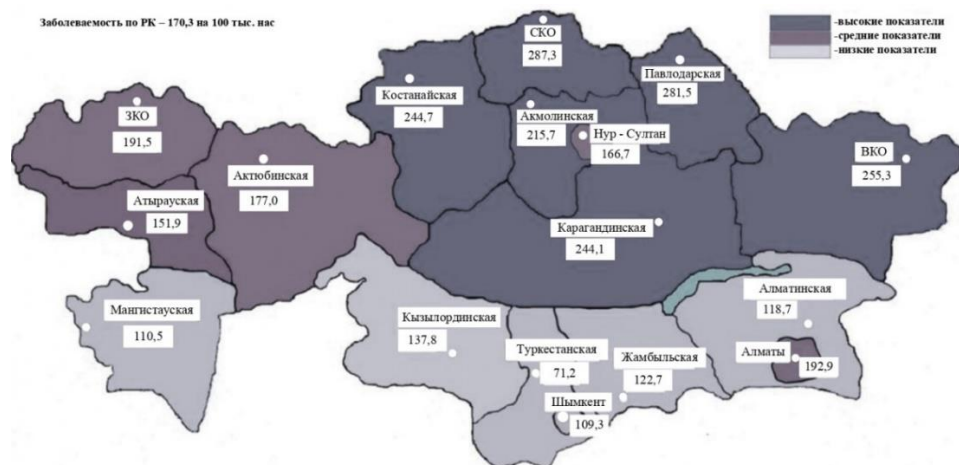 Заболеваемость по РК – 170,3 на 100 тыс. нас
-высокие показатели
-средние показатели
-низкие показатели
СКО
287,3
Павлодарская
281,5
Костанайская
244,7
Акмолинская
215,7
Нур - Султан
166,7
ЗКО
191,5
ВКО
255,3
Актюбинская
177,0
Атырауская
151,9
Карагандинская
244,1
Мангистауская
110,5
Кызылординская
137,8
Алматинская
118,7
Туркестанская
71,2
Жамбыльская
122,7
Алматы
192,9
Шымкент
109,3